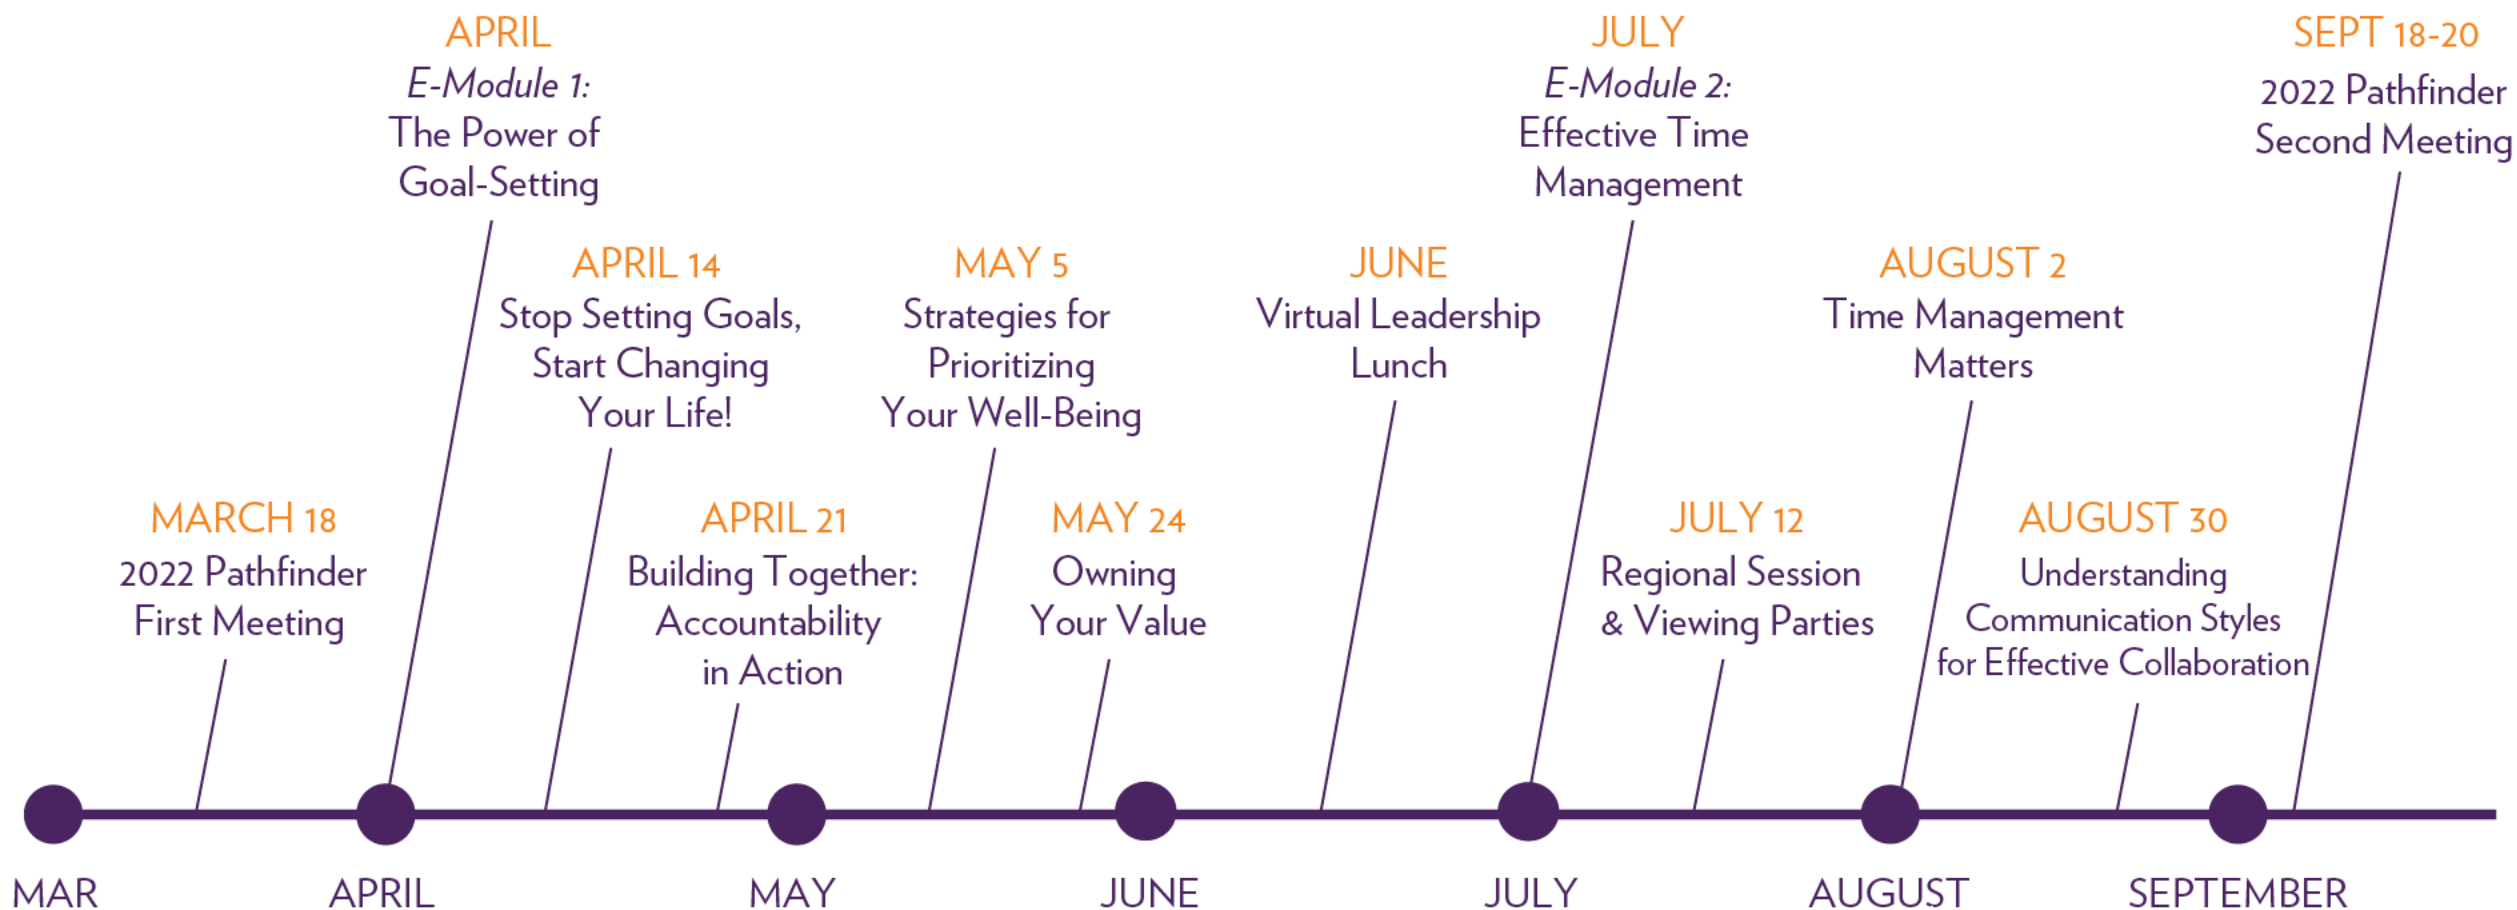 APRIL
E-Module 1:
The Power of
Goal-Setting
JULY
E-Module 2:
Effective Time
Management
SEPT 18-20
2022 Pathfinder
Second Meeting
APRIL 14
Stop Setting Goals,
Start Changing
Your Life!
MAY 5
Strategies for
Prioritizing
Your Well-Being
JUNE
Virtual Leadership
Lunch
AUGUST 2
Time Management
Matters
MARCH 18
2022 Pathfinder
First Meeting
APRIL 21
Building Together:
Accountability
in Action
MAY 24
Owning
Your Value
JULY 12
Regional Session
& Viewing Parties
AUGUST 30
Understanding
Communication Styles
for Effective Collaboration
MAR
APRIL
MAY
JUNE
JULY
AUGUST
SEPTEMBER